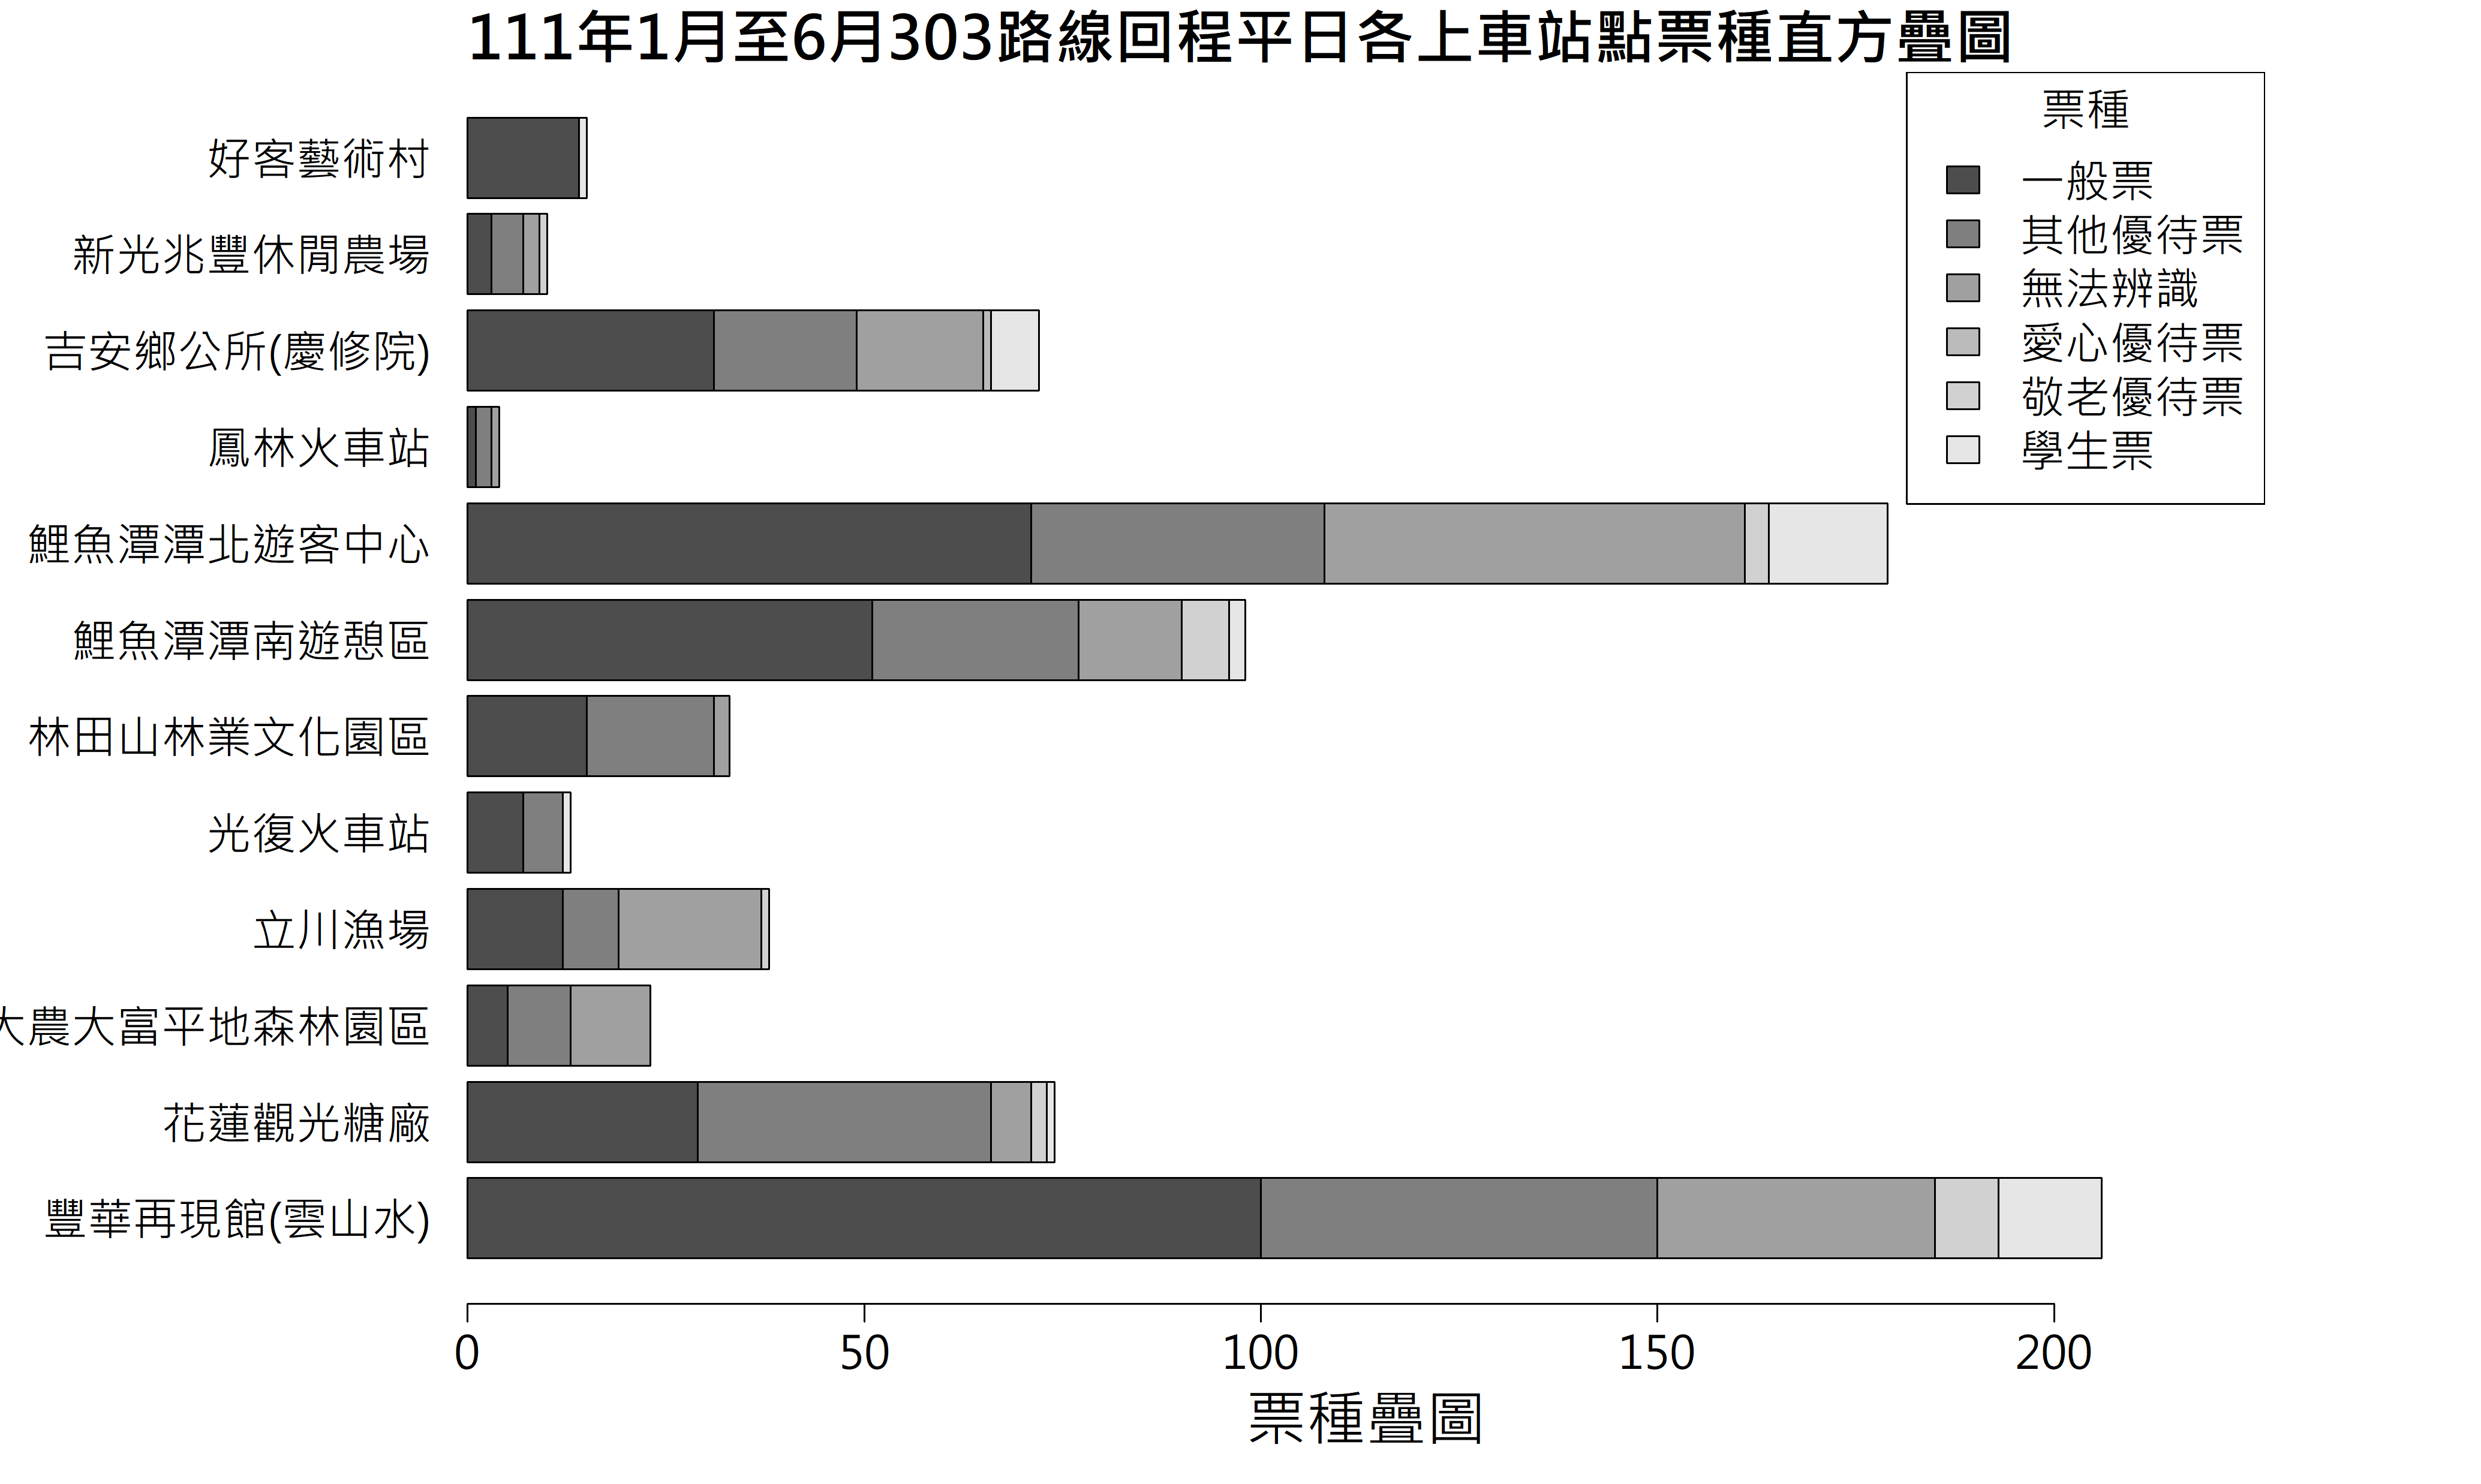 111年1月至6月303路線回程平日各上車站點票種直方疊圖
票種
一般票
其他優待票
無法辨識
愛心優待票
敬老優待票
學生票
好客藝術村
新光兆豐休閒農場
吉安鄉公所(慶修院)
鳳林火車站
鯉魚潭潭北遊客中心
鯉魚潭潭南遊憩區
林田山林業文化園區
光復火車站
立川漁場
大農大富平地森林園區
花蓮觀光糖廠
豐華再現館(雲山水)
0 50 100 150 200
票種疊圖